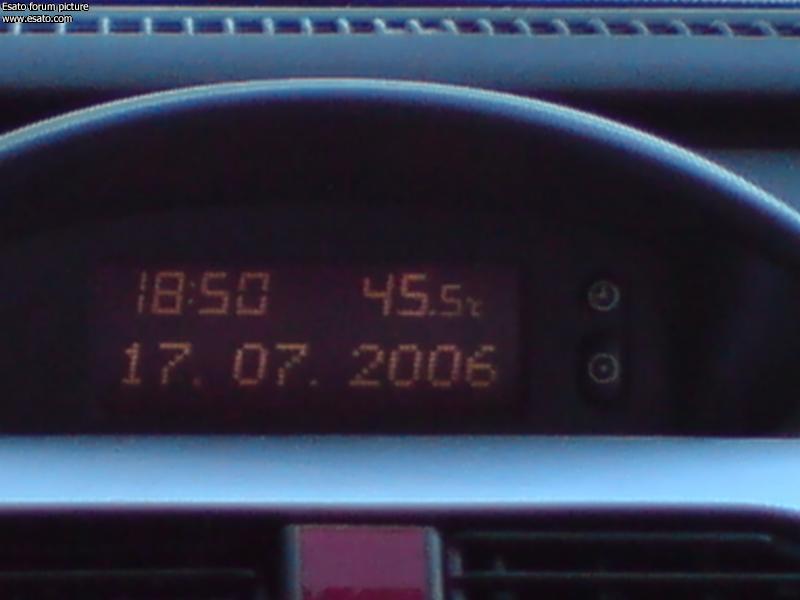 Esato forum picture
www.esato.com
18:50 45.5℃
17. 07. 2006